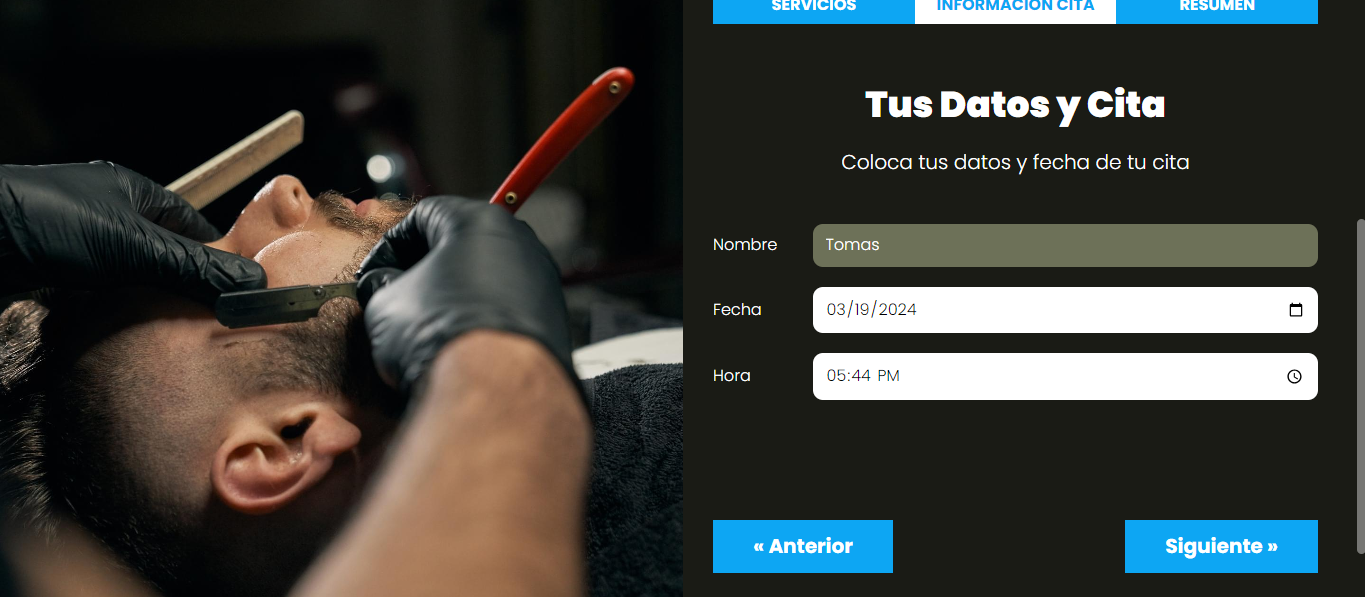 SERVICIOS INFORMACIÓN CITA RESUMEN
Tus Datos y Cita
Coloca tus datos y fecha de tu cita
Nombre Tomas
Fecha 03/19/2024
Hora 05:44 PM
« Anterior Siguiente »